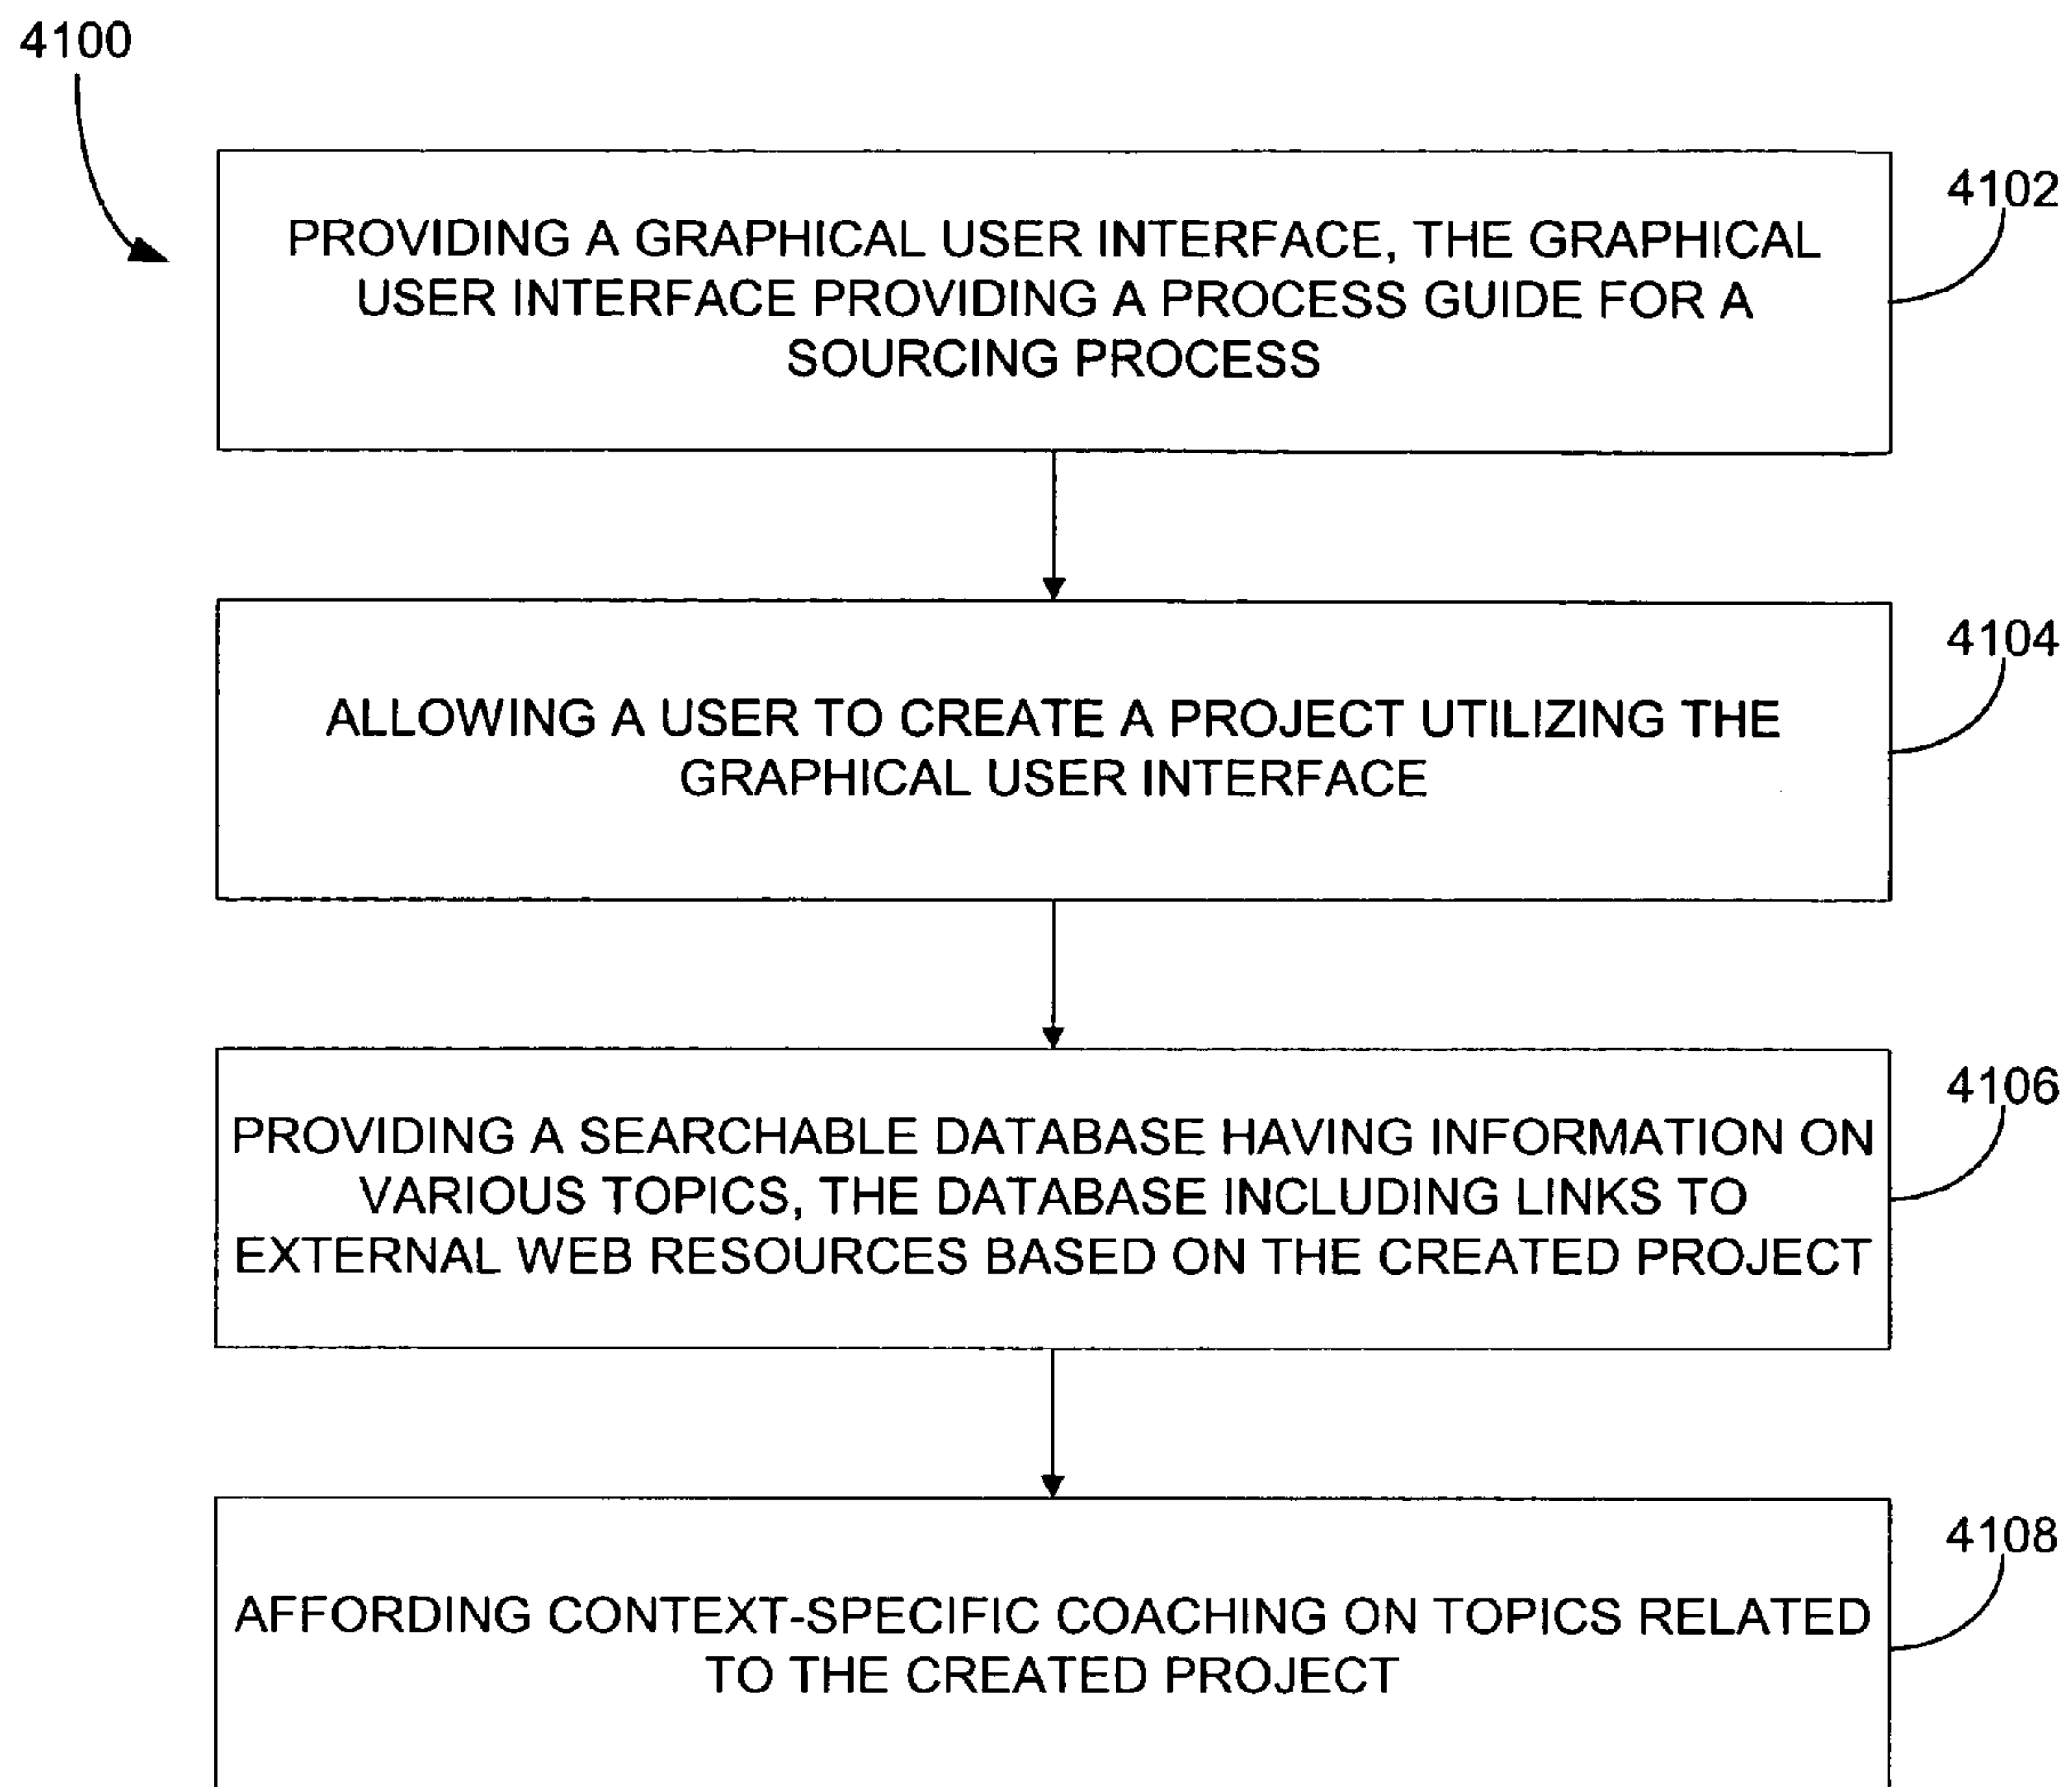 4100
4102
PROVIDING A GRAPHICAL USER INTERFACE, THE GRAPHICAL
USER INTERFACE PROVIDING A PROCESS GUIDE FOR A
SOURCING PROCESS
4104
ALLOWING A USER TO CREATE A PROJECT UTILIZING THE
GRAPHICAL USER INTERFACE
4106
PROVIDING A SEARCHABLE DATABASE HAVING INFORMATION ON
VARIOUS TOPICS, THE DATABASE INCLUDING LINKS TO
EXTERNAL WEB RESOURCES BASED ON THE CREATED PROJECT
4108
AFFORDING CONTEXT-SPECIFIC COACHING ON TOPICS RELATED
TO THE CREATED PROJECT